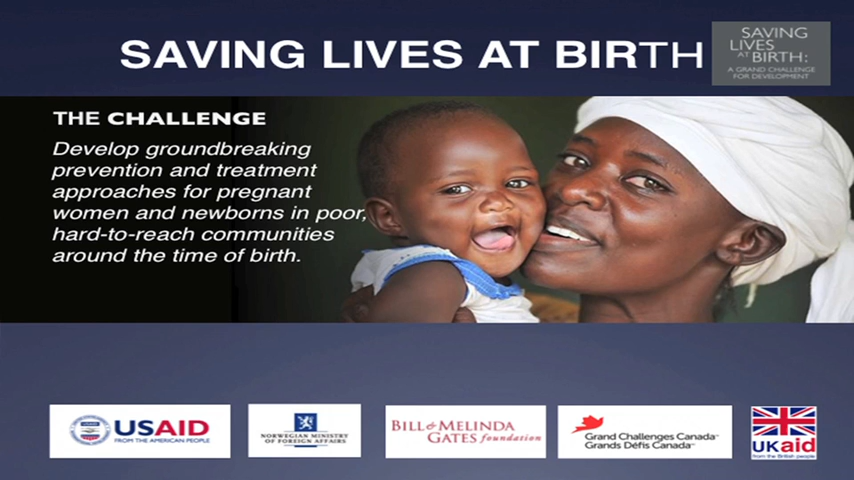 SAVING LIVES AT BIRTH
SAVING
LIVES
AT BIRTH:
A GRAND CHALLENGE
FOR DEVELOPMENT
THE CHALLENGE
Develop groundbreaking
prevention and treatment
approaches for pregnant
women and newborns in poor,
hard-to-reach communities
around the time of birth.
USAID
USAID
FROM THE AMERICAN PEOPLE
NORWEGIAN MINISTRY
OF FOREIGN AFFAIRS
BILL & MELINDA
GATES foundation
Grand Challenges Canada™
Grands Défis Canada™
UKaid
from the British people